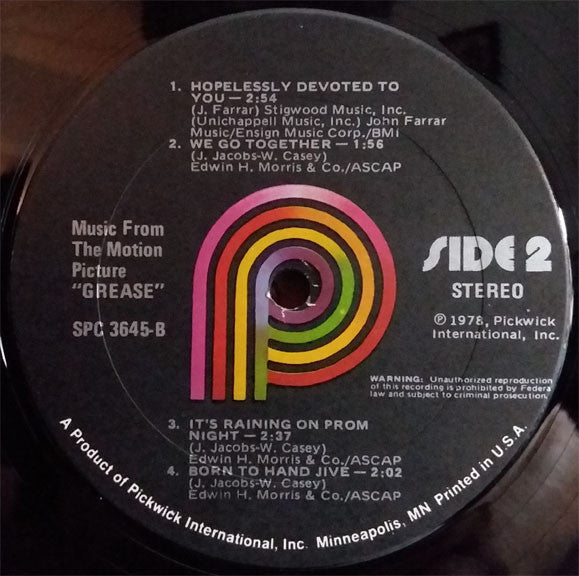 1. HOPELESSLY DEVOTED TO
YOU — 2:54
(J. Farrar) Stigwood Music, Inc.
(Unichappell Music, Inc.) John Farrar
Music/Ensign Music Corp./BMI
2. WE GO TOGETHER — 1:56
(J. Jacobs-W. Casey)
Edwin H. Morris & Co./ASCAP
Music From
The Motion
Picture
"GREASE"
SPC 3645-B
SIDE 2
STEREO
℗ 1978, Pickwick
International, Inc.
WARNING: Unauthorized reproduction
of this recording is prohibited by Federa
law and subject to criminal prosecution.
3. IT'S RAINING ON PROM
NIGHT — 2:37
(J. Jacobs-W. Casey)
Edwin H. Morris & Co./ASCAP
4. BORN TO HAND JIVE — 2:02
(J. Jacobs-W. Casey)
Edwin H. Morris & Co./ASCAP
A Product of Pickwick International, Inc. Minneapolis, MN Printed in U.S.A.